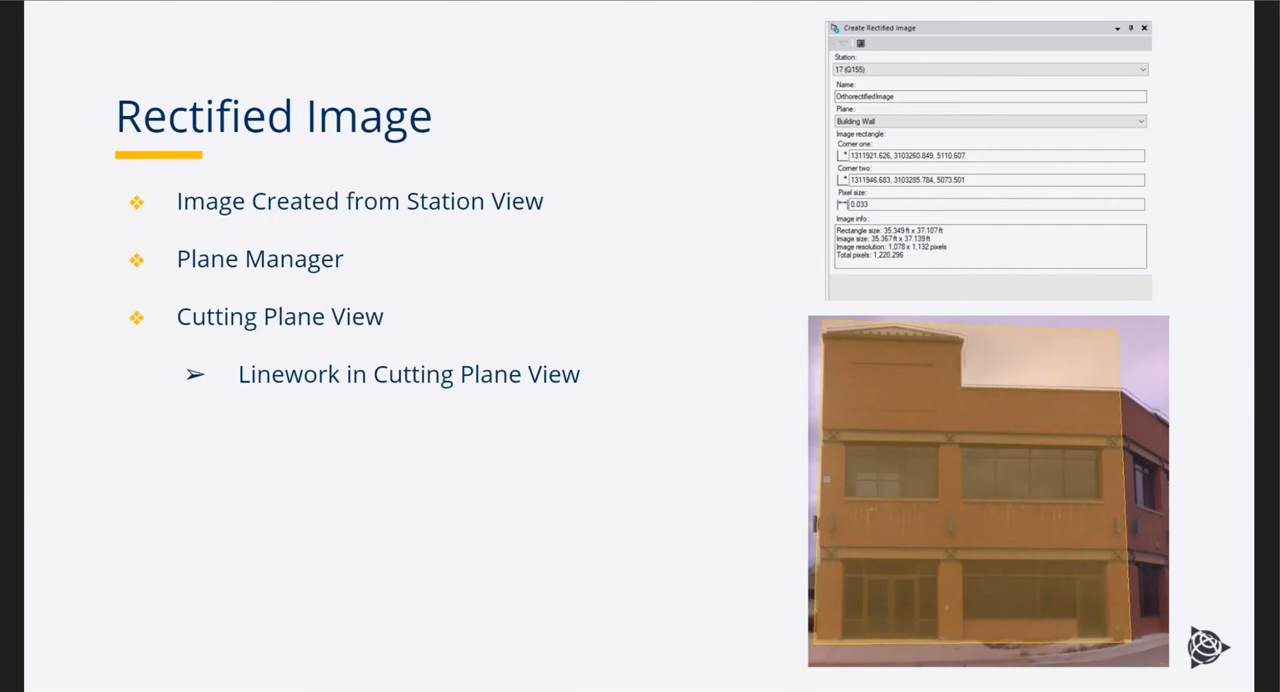 Rectified Image
Image Created from Station View
Plane Manager
Cutting Plane View
Linework in Cutting Plane View
Create Rectified Image
Station:
17 (Q155)
Name:
OrthorectifiedImage
Plane:
Building Wall
Image rectangle:
Corner one:
1311921.626, 3103260.849, 5110.607
Corner two:
1311946.683, 3103285.784, 5073.501
Pixel size:
0.033
Image info:
Rectangle size: 35.349 ft x 37.107 ft
Image size: 35.367 ft x 37.139 ft
Image resolution: 1,078 x 1,132 pixels
Total pixels: 1,220,296